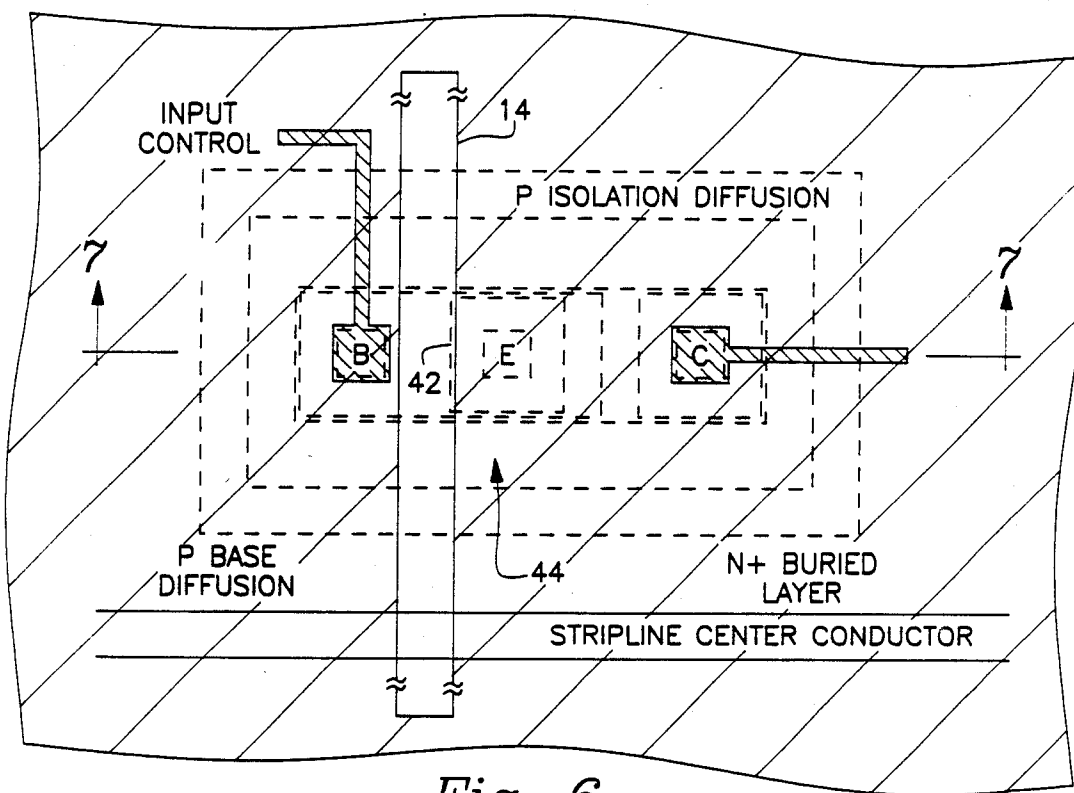 INPUT
CONTROL
14
P ISOLATION DIFFUSION
7
7
B
42
E
C
44
P BASE
DIFFUSION
N+ BURIED
LAYER
STRIPLINE CENTER CONDUCTOR
Fig. 6